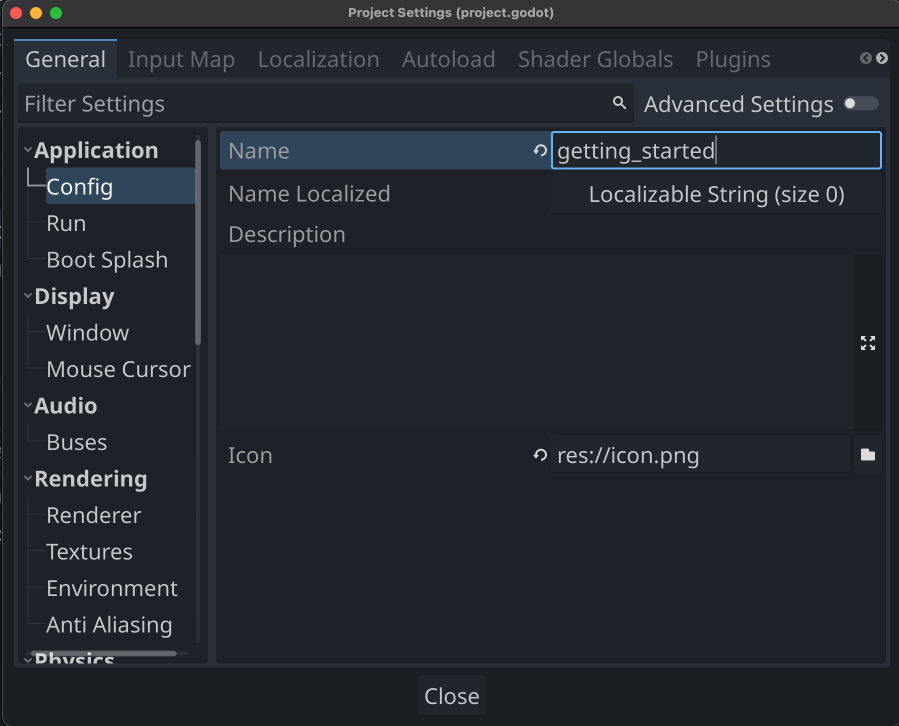 Project Settings (project.godot)
General Input Map Localization Autoload Shader Globals Plugins
Filter Settings Advanced Settings
Application
Config
Run
Boot Splash
Display
Window
Mouse Cursor
Audio
Buses
Rendering
Renderer
Textures
Environment
Anti Aliasing
Physics
Name getting_started
Name Localized Localizable String (size 0)
Description
Icon res://icon.png
Close